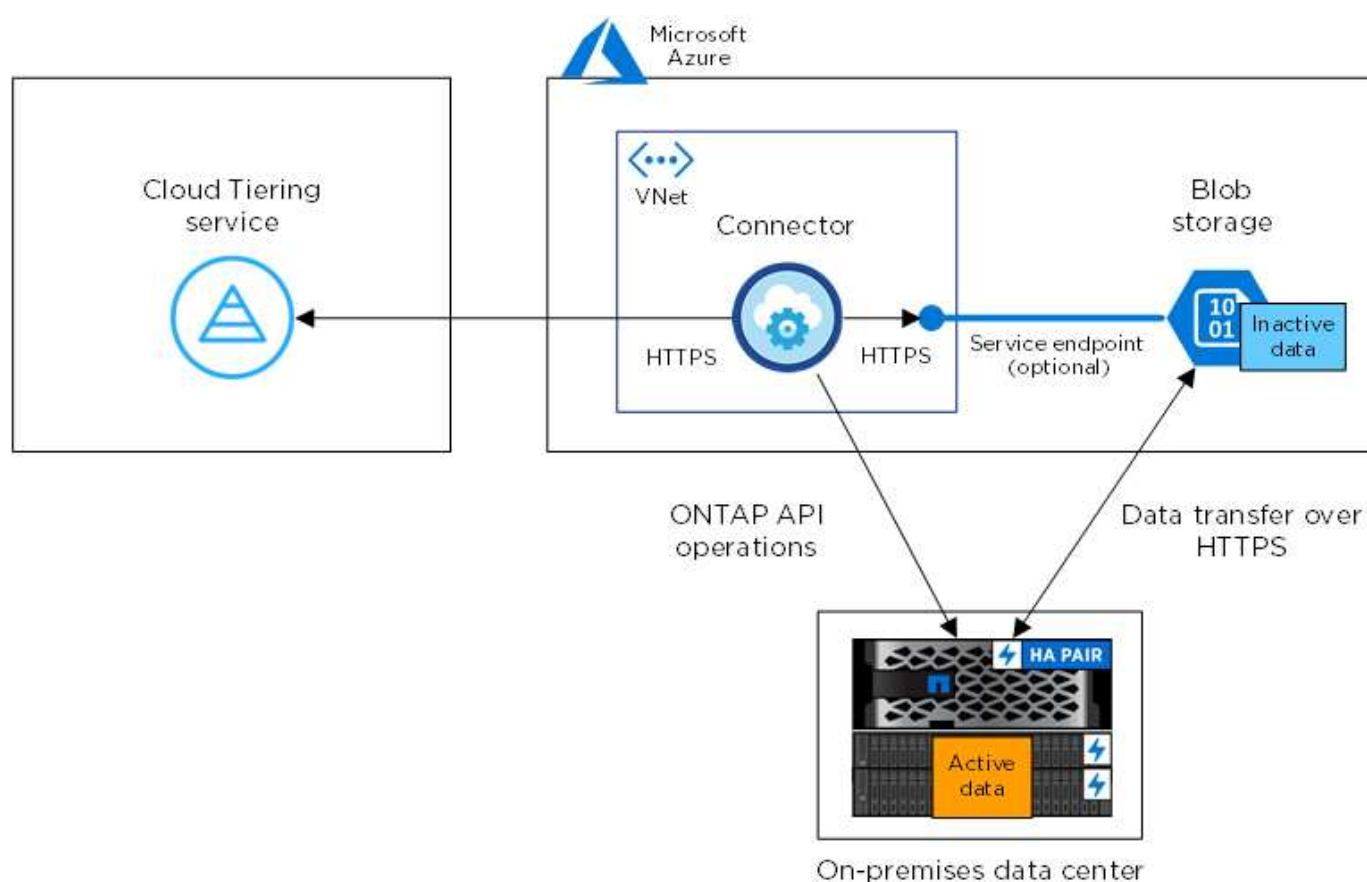 Microsoft
Azure
Cloud Tiering
service
VNet
Connector
Blob
storage
HTTPS
HTTPS
Service endpoint
(optional)
10
01
Inactive
data
ONTAP API
operations
Data transfer over
HTTPS
HA PAIR
Active
data
On-premises data center